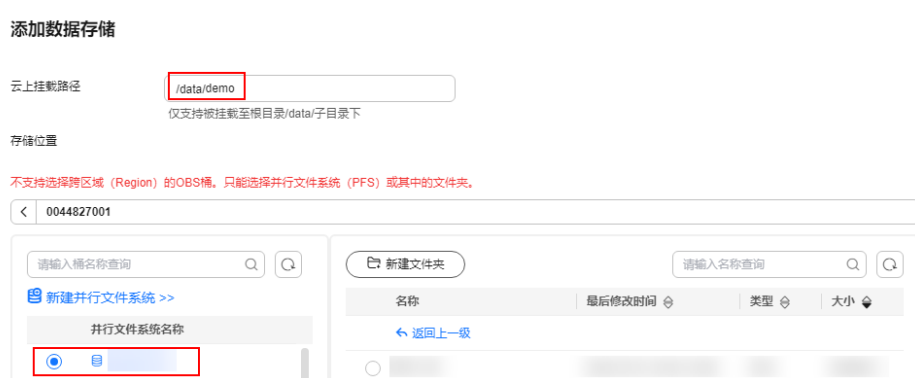 添加数据存储
云上挂载路径
/data/demo
仅支持被挂载至根目录/data/子目录下
存储位置
不支持选择跨区域（Region）的OBS桶。只能选择并行文件系统（PFS）或其中的文件夹。
0044827001
请输入桶名称查询
新建文件夹
请输入名称查询
新建并行文件系统 >>
名称 最后修改时间 类型 大小
并行文件系统名称
返回上一级